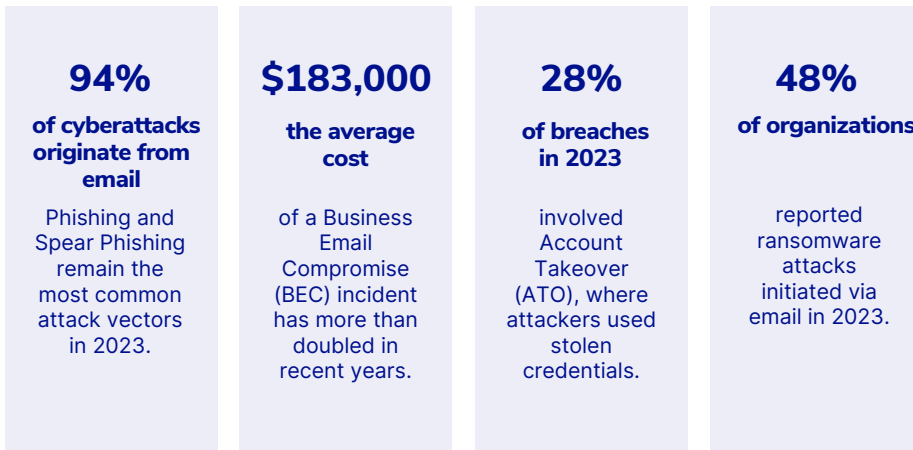 94%
of cyberattacks
originate from
email
Phishing and
Spear Phishing
remain the
most common
attack vectors
in 2023.
$183,000
the average
cost
of a Business
Email
Compromise
(BEC) incident
has more than
doubled in
recent years.
28%
of breaches
in 2023
involved
Account
Takeover
(ATO), where
attackers used
stolen
credentials.
48%
of organizations
reported
ransomware
attacks
initiated via
email in 2023.